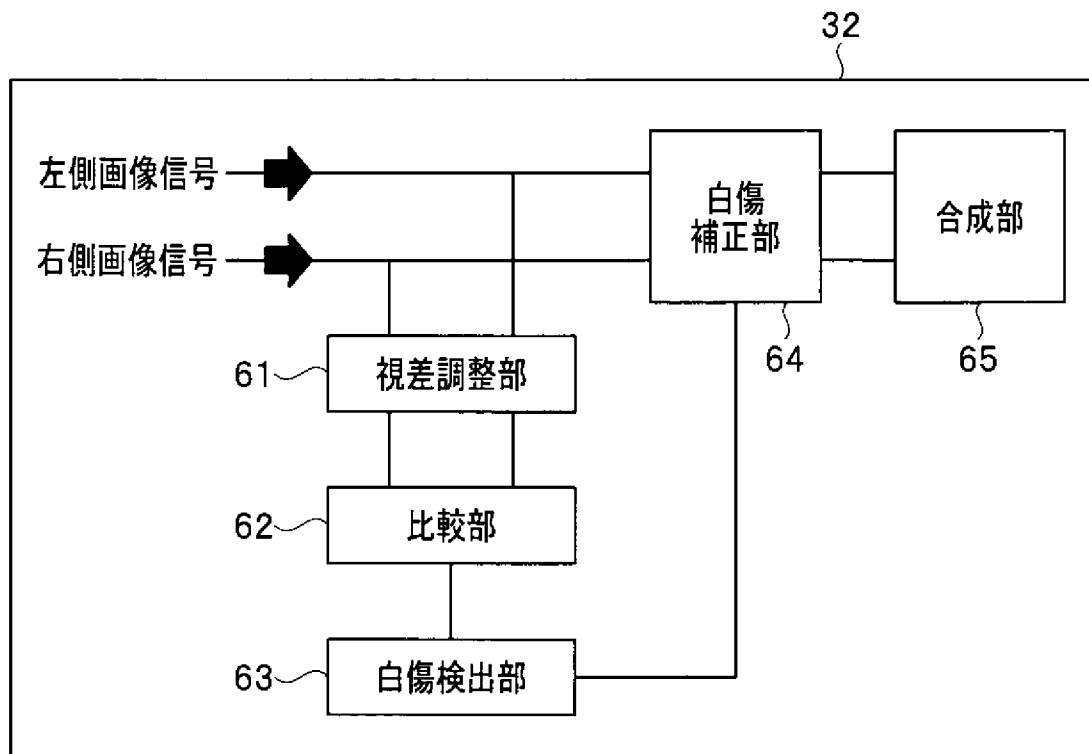 32
左側画像信号
右側画像信号
白傷
補正部
合成部
64
65
61
視差調整部
62
比較部
63
白傷検出部